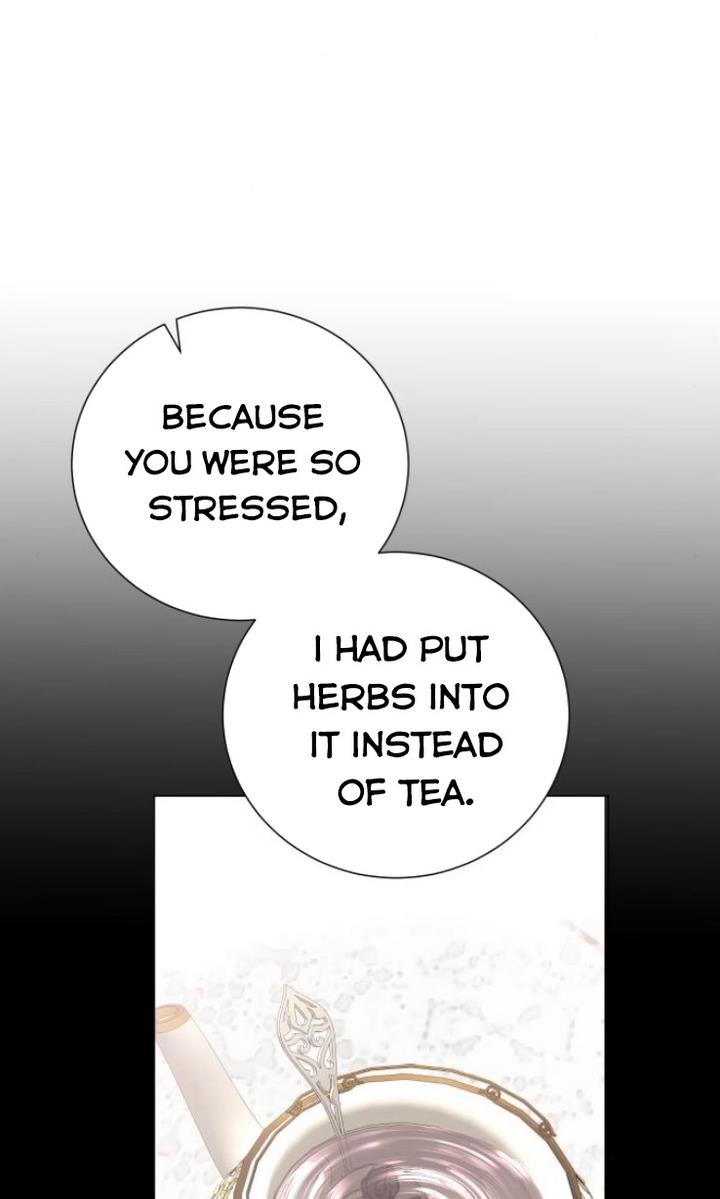 BECAUSE
YOU WERE SO
STRESSED,
I HAD PUT
HERBS INTO
IT INSTEAD
OF TEA.